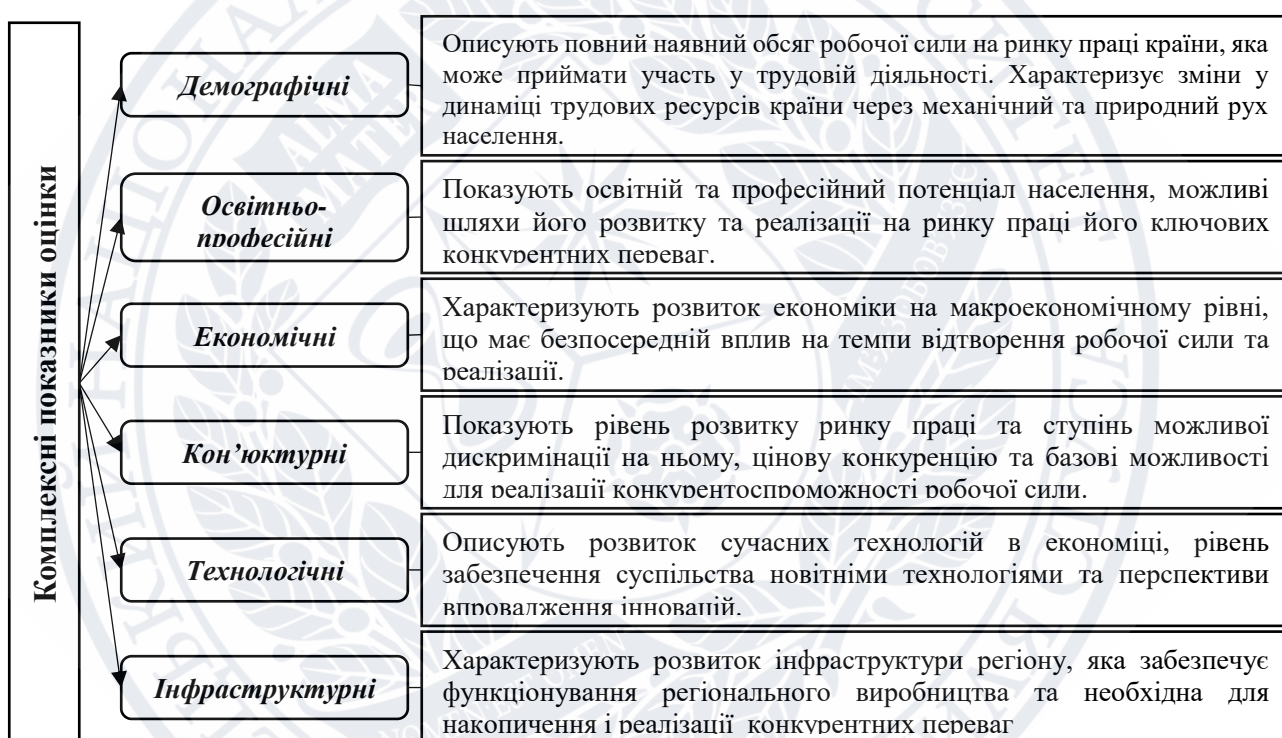 Комплексні показники оцінки
Демографічні
Описують повний наявний обсяг робочої сили на ринку праці країни, яка
може приймати участь у трудовій діяльності. Характеризує зміни у
динаміці трудових ресурсів країни через механічний та природний рух
населення.
Освітньо-
професійні
Показують освітній та професійний потенціал населення, можливі
шляхи його розвитку та реалізації на ринку праці його ключових
конкурентних переваг.
Економічні
Характеризують розвиток економіки на макроекономічному рівні,
що має безпосередній вплив на темпи відтворення робочої сили та
реалізації.
Кон’юктурні
Показують рівень розвитку ринку праці та ступінь можливої
дискримінації на ньому, цінову конкуренцію та базові можливості
для реалізації конкурентоспроможності робочої сили.
Технологічні
Описують розвиток сучасних технологій в економіці, рівень
забезпечення суспільства новітніми технологіями та перспективи
впровадження інновацій.
Інфраструктурні
Характеризують розвиток інфраструктури регіону, яка забезпечує
функціонування регіонального виробництва та необхідна для
накопичення і реалізації конкурентних переваг
ALMA
MATER